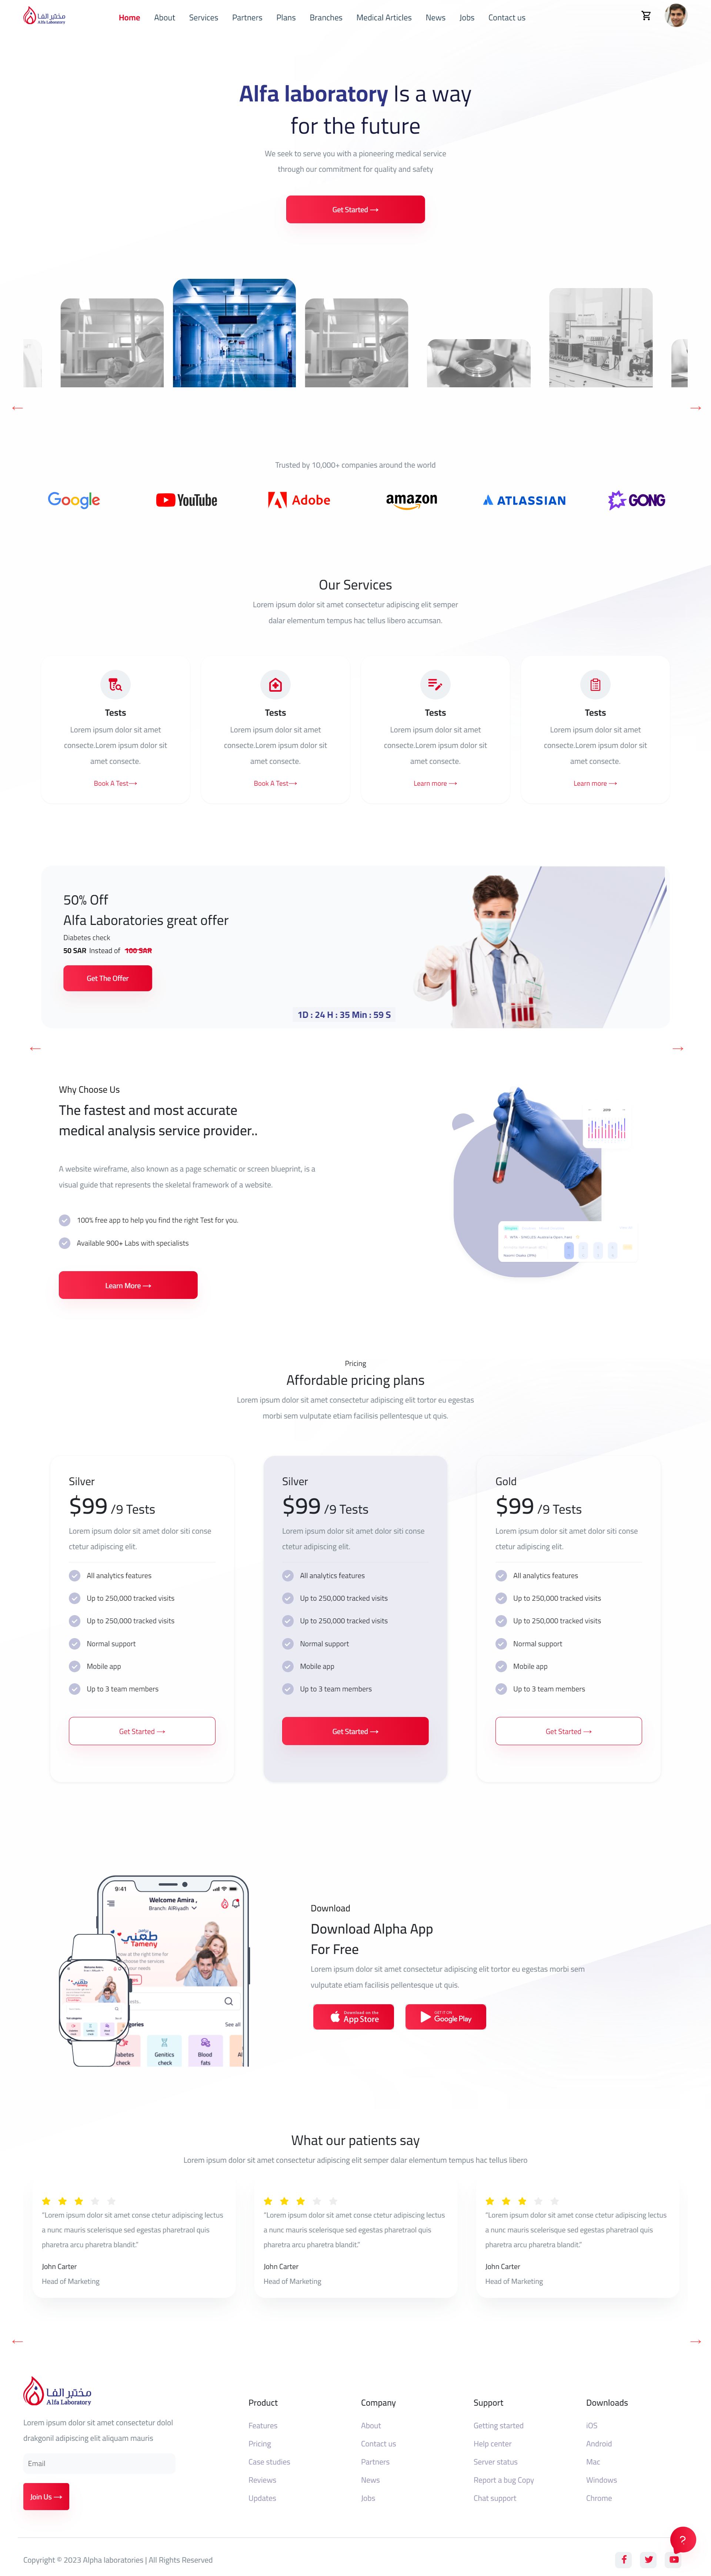 مختبر الفا
Alfa Laboratory
Home About Services Partners Plans Branches Medical Articles News Jobs Contact us
Alfa laboratory Is a way
for the future
We seek to serve you with a pioneering medical service
through our commitment for quality and safety
Get Started →
Trusted by 10,000+ companies around the world
Google YouTube Adobe amazon ATLASSIAN GONG
Our Services
Lorem ipsum dolor sit amet consectetur adipiscing elit semper
dalar elementum tempus hac tellus libero accumsan.
Tests
Lorem ipsum dolor sit amet
consecte.Lorem ipsum dolor sit
amet consecte.
Book A Test→
Tests
Lorem ipsum dolor sit amet
consecte.Lorem ipsum dolor sit
amet consecte.
Book A Test→
Tests
Lorem ipsum dolor sit amet
consecte.Lorem ipsum dolor sit
amet consecte.
Learn more →
Tests
Lorem ipsum dolor sit amet
consecte.Lorem ipsum dolor sit
amet consecte.
Learn more →
50% Off
Alfa Laboratories great offer
Diabetes check
50 SAR Instead of 100 SAR
Get The Offer
1D : 24 H : 35 Min : 59 S
Why Choose Us
The fastest and most accurate
medical analysis service provider..
A website wireframe, also known as a page schematic or screen blueprint, is a
visual guide that represents the skeletal framework of a website.
100% free app to help you find the right Test for you.
Available 900+ Labs with specialists
Learn More →
Pricing
Affordable pricing plans
Lorem ipsum dolor sit amet consectetur adipiscing elit tortor eu egestas
morbi sem vulputate etiam facilisis pellentesque ut quis.
Silver
$99 /9 Tests
Lorem ipsum dolor sit amet dolor siti conse
ctetur adipiscing elit.
All analytics features
Up to 250,000 tracked visits
Up to 250,000 tracked visits
Normal support
Mobile app
Up to 3 team members
Get Started →
Silver
$99 /9 Tests
Lorem ipsum dolor sit amet dolor siti conse
ctetur adipiscing elit.
All analytics features
Up to 250,000 tracked visits
Up to 250,000 tracked visits
Normal support
Mobile app
Up to 3 team members
Get Started →
Gold
$99 /9 Tests
Lorem ipsum dolor sit amet dolor siti conse
ctetur adipiscing elit.
All analytics features
Up to 250,000 tracked visits
Up to 250,000 tracked visits
Normal support
Mobile app
Up to 3 team members
Get Started →
9:41
Welcome Amira ,
Branch: AlRiyadh
طمني
Tameny
See all
Diabetes
check
Genitics
check
Blood
fats
Download
Download Alpha App
For Free
Lorem ipsum dolor sit amet consectetur adipiscing elit tortor eu egestas morbi sem
vulputate etiam facilisis pellentesque ut quis.
Download on the
App Store
GET IT ON
Google Play
What our patients say
Lorem ipsum dolor sit amet consectetur adipiscing elit semper dalar elementum tempus hac tellus libero
"Lorem ipsum dolor sit amet conse ctetur adipiscing lectus
a nunc mauris scelerisque sed egestas pharetraol quis
pharetra arcu pharetra blandit."
John Carter
Head of Marketing
"Lorem ipsum dolor sit amet conse ctetur adipiscing lectus
a nunc mauris scelerisque sed egestas pharetraol quis
pharetra arcu pharetra blandit."
John Carter
Head of Marketing
"Lorem ipsum dolor sit amet conse ctetur adipiscing lectus
a nunc mauris scelerisque sed egestas pharetraol quis
pharetra arcu pharetra blandit."
John Carter
Head of Marketing
مختبر الفا
Alfa Laboratory
Lorem ipsum dolor sit amet consectetur dolol
drakgonil adipiscing elit aliquam mauris
Email
Join Us →
Product
Features
Pricing
Case studies
Reviews
Updates
Company
About
Contact us
Partners
News
Jobs
Support
Getting started
Help center
Server status
Report a bug Copy
Chat support
Downloads
iOS
Android
Mac
Windows
Chrome
Copyright © 2023 Alpha laboratories | All Rights Reserved
?